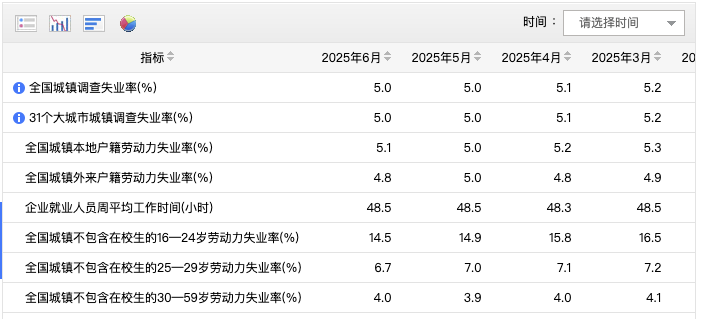 时间： 请选择时间
指标 2025年6月 2025年5月 2025年4月 2025年3月 20
全国城镇调查失业率(%) 5.0 5.0 5.1 5.2
31个大城市城镇调查失业率(%) 5.0 5.0 5.1 5.2
全国城镇本地户籍劳动力失业率(%) 5.1 5.0 5.2 5.3
全国城镇外来户籍劳动力失业率(%) 4.8 5.0 4.8 4.9
企业就业人员周平均工作时间(小时) 48.5 48.5 48.3 48.5
全国城镇不包含在校生的16—24岁劳动力失业率(%) 14.5 14.9 15.8 16.5
全国城镇不包含在校生的25—29岁劳动力失业率(%) 6.7 7.0 7.1 7.2
全国城镇不包含在校生的30—59岁劳动力失业率(%) 4.0 3.9 4.0 4.1